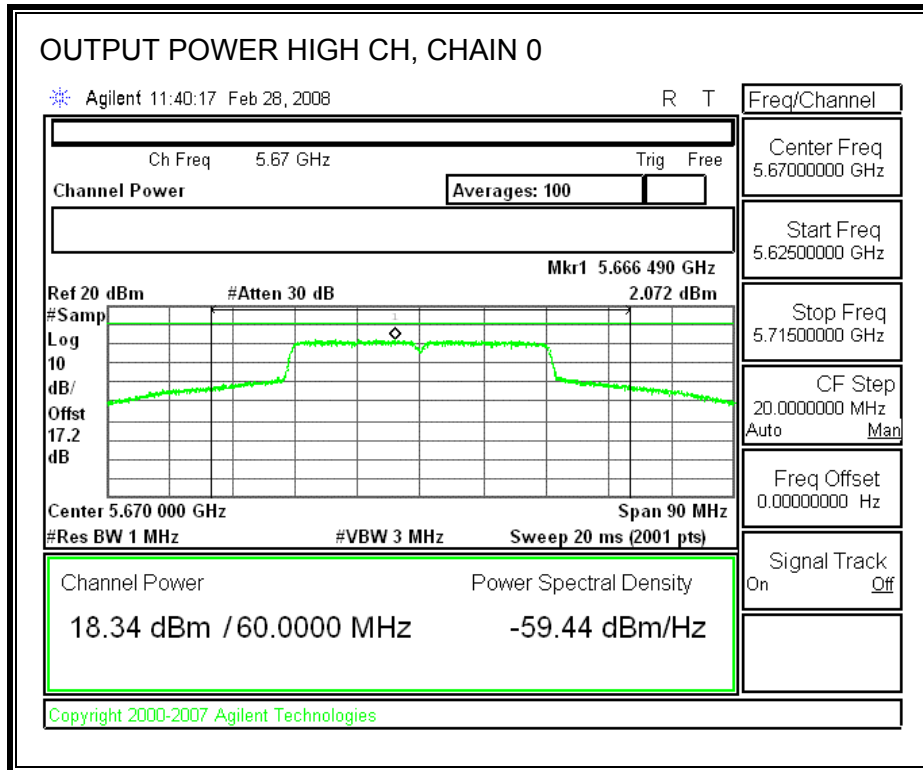 OUTPUT POWER HIGH CH, CHAIN 0
Agilent 11:40:17 Feb 28, 2008 R T
Freq/Channel
Ch Freq 5.67 GHz Trig Free
Channel Power Averages: 100
Center Freq
5.67000000 GHz
Start Freq
5.62500000 GHz
Mkr1 5.666 490 GHz
Ref 20 dBm #Atten 30 dB 2.072 dBm
Stop Freq
5.71500000 GHz
#Samp
Log
10
dB/
Offst
17.2
dB
1
CF Step
20.0000000 MHz
Auto Man
Freq Offset
0.00000000 Hz
Center 5.670 000 GHz Span 90 MHz
#Res BW 1 MHz #VBW 3 MHz Sweep 20 ms (2001 pts)
Signal Track
On Off
Channel Power Power Spectral Density
18.34 dBm / 60.0000 MHz -59.44 dBm/Hz
Copyright 2000-2007 Agilent Technologies